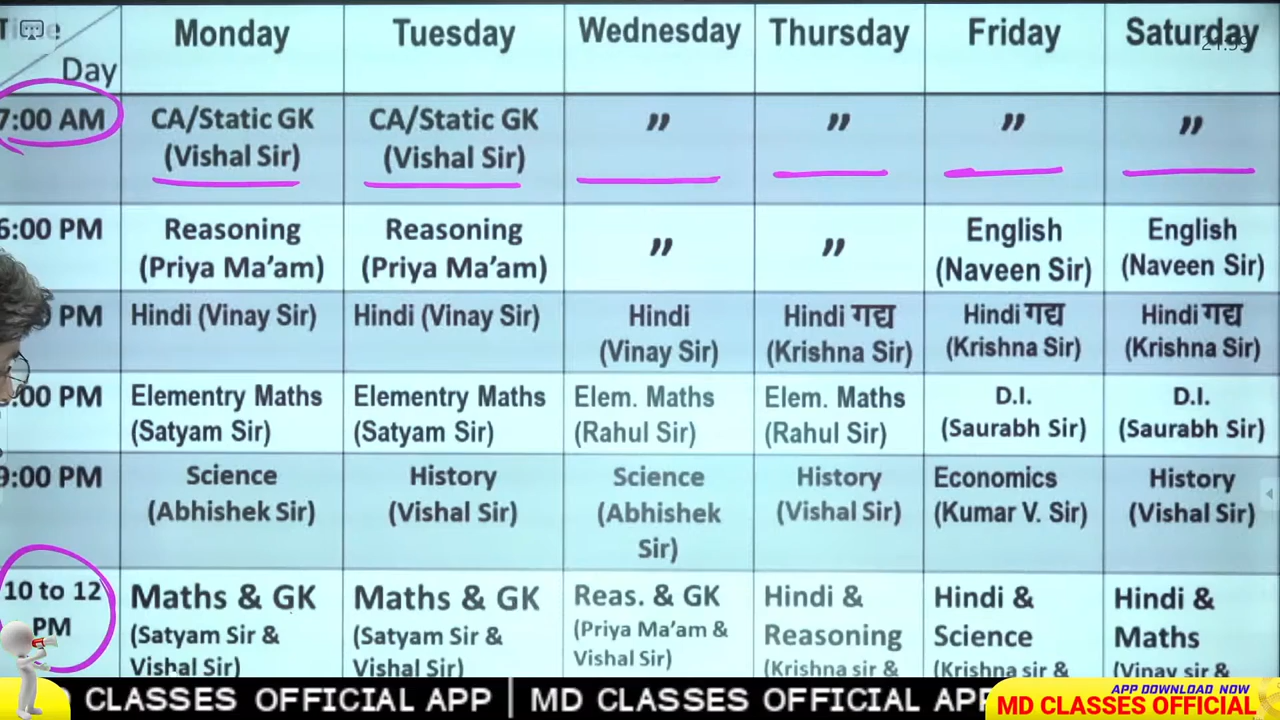 Monday Tuesday Wednesday Thursday Friday Saturday
21:59
Day
7:00 AM CA/Static GK CA/Static GK " " " "
(Vishal Sir) (Vishal Sir)
6:00 PM Reasoning Reasoning " " English English
(Priya Ma'am) (Priya Ma'am) (Naveen Sir) (Naveen Sir)
PM Hindi (Vinay Sir) Hindi (Vinay Sir) Hindi Hindi गद्य Hindi गद्य Hindi गद्य
(Vinay Sir) (Krishna Sir) (Krishna Sir) (Krishna Sir)
:00 PM Elementry Maths Elementry Maths Elem. Maths Elem. Maths D.I. D.I.
(Satyam Sir) (Satyam Sir) (Rahul Sir) (Rahul Sir) (Saurabh Sir) (Saurabh Sir)
9:00 PM Science History Science History Economics History
(Abhishek Sir) (Vishal Sir) (Abhishek (Vishal Sir) (Kumar V. Sir) (Vishal Sir)
Sir)
10 to 12 Maths & GK Maths & GK Reas. & GK Hindi & Hindi & Hindi &
PM (Satyam Sir & (Satyam Sir & (Priya Ma'am & Reasoning Science Maths
Vishal Sir) Vishal Sir) Vishal Sir) (Krishna sir & (Krishna sir & (Vinay sir &
CLASSES OFFICIAL APP | MD CLASSES OFFICIAL APP
APP DOWNLOAD NOW
MD CLASSES OFFICIAL